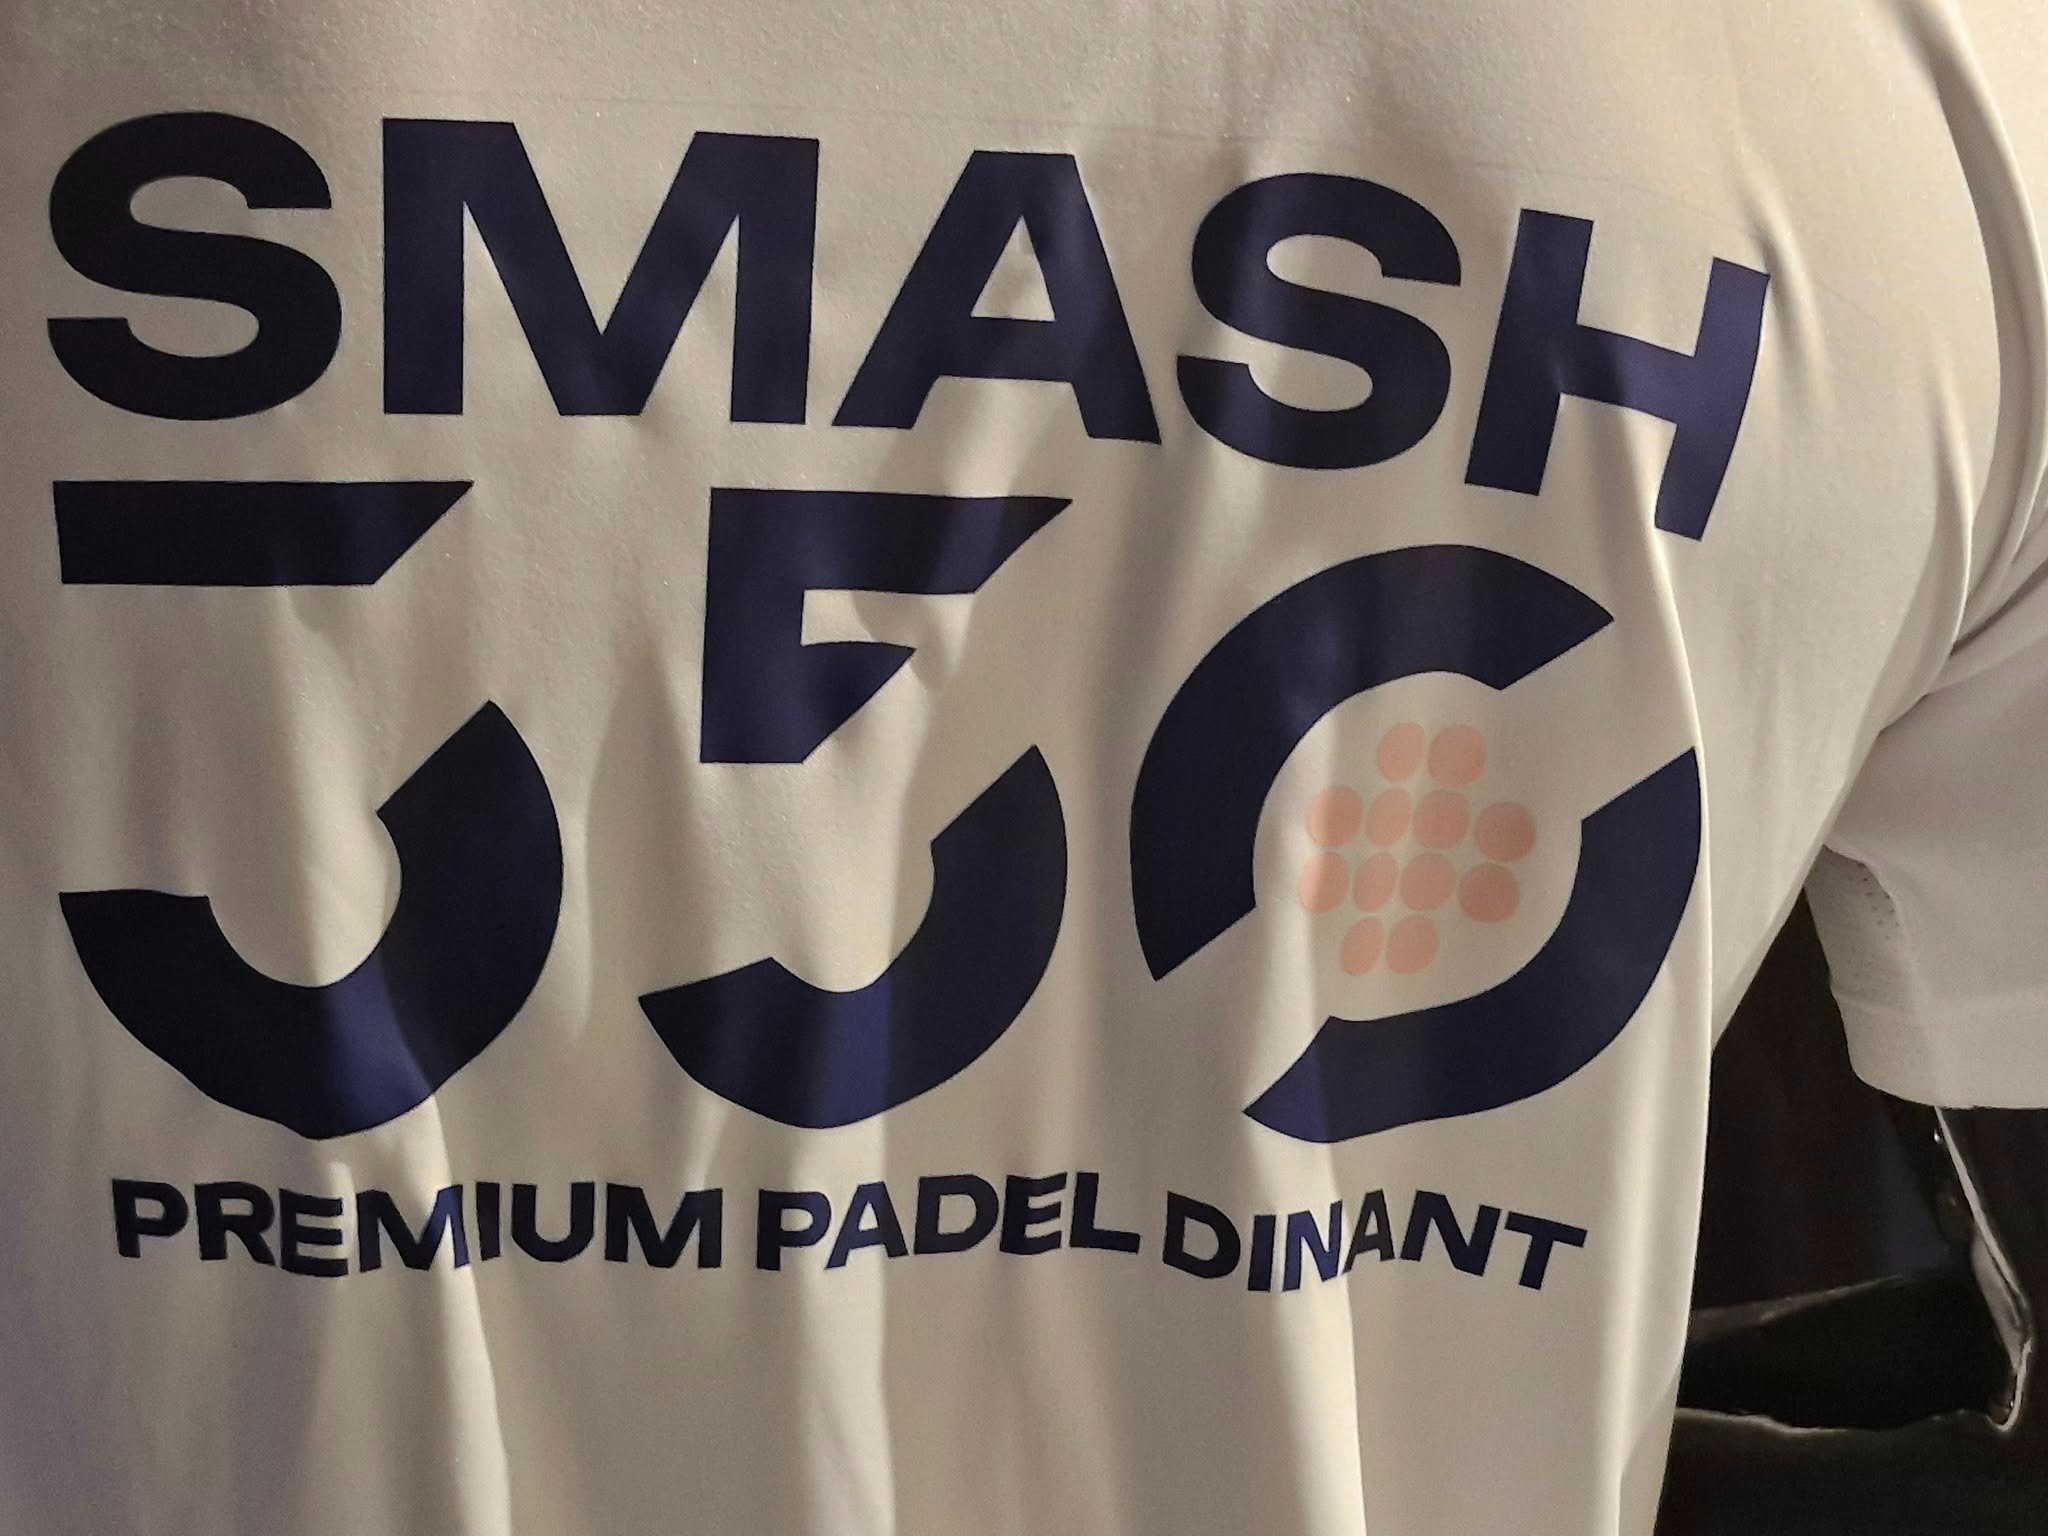 SMASH
350
PREMIUM PADEL DINANT